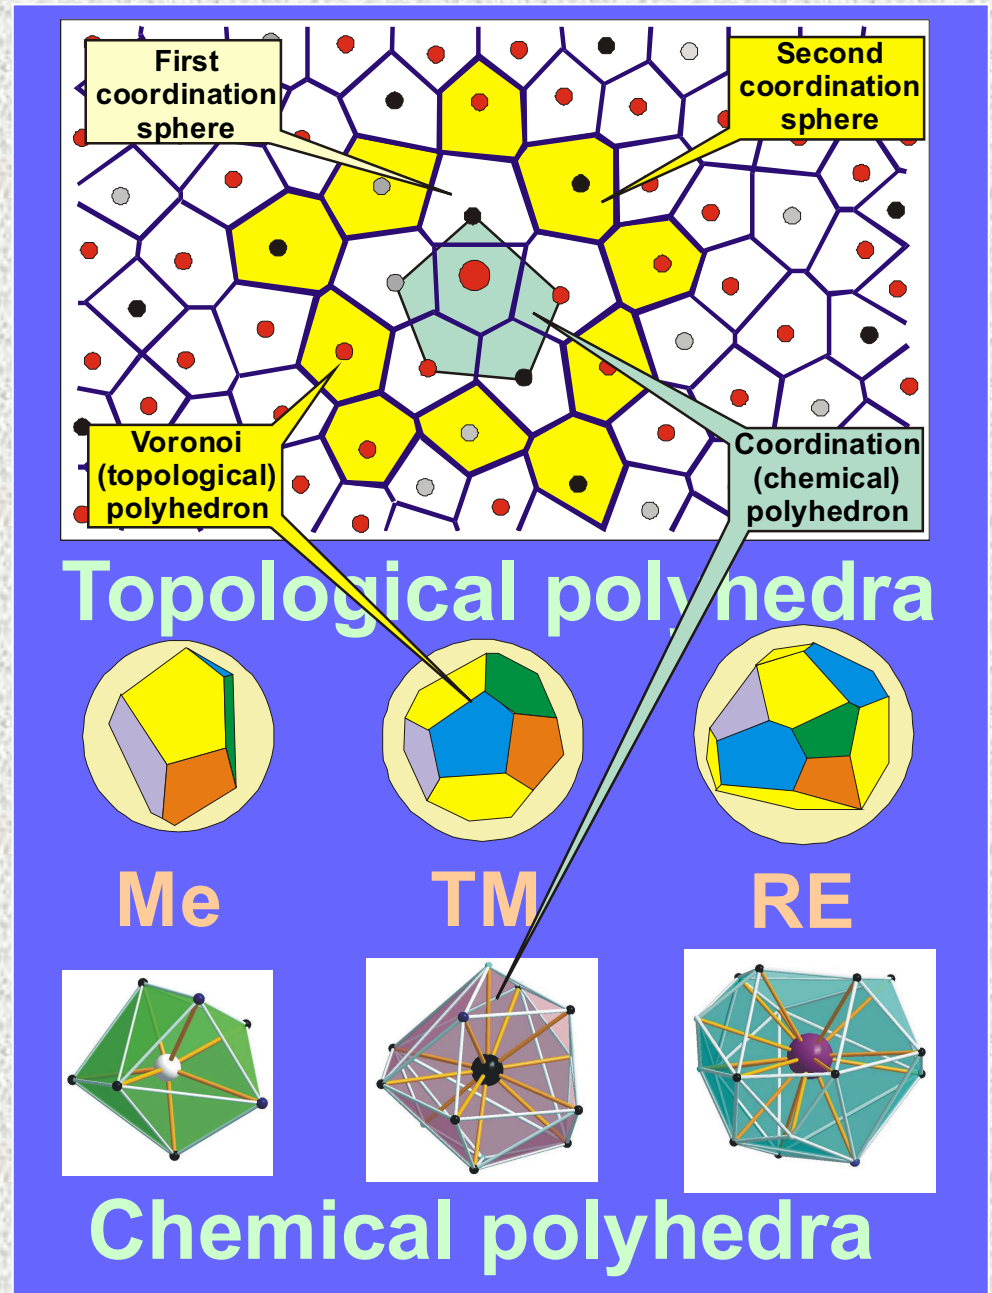 First
coordination
sphere
Second
coordination
sphere
Voronoi
(topological)
polyhedron
Coordination
(chemical)
polyhedron
Topological polyhedra
Me
TM
RE
Chemical polyhedra